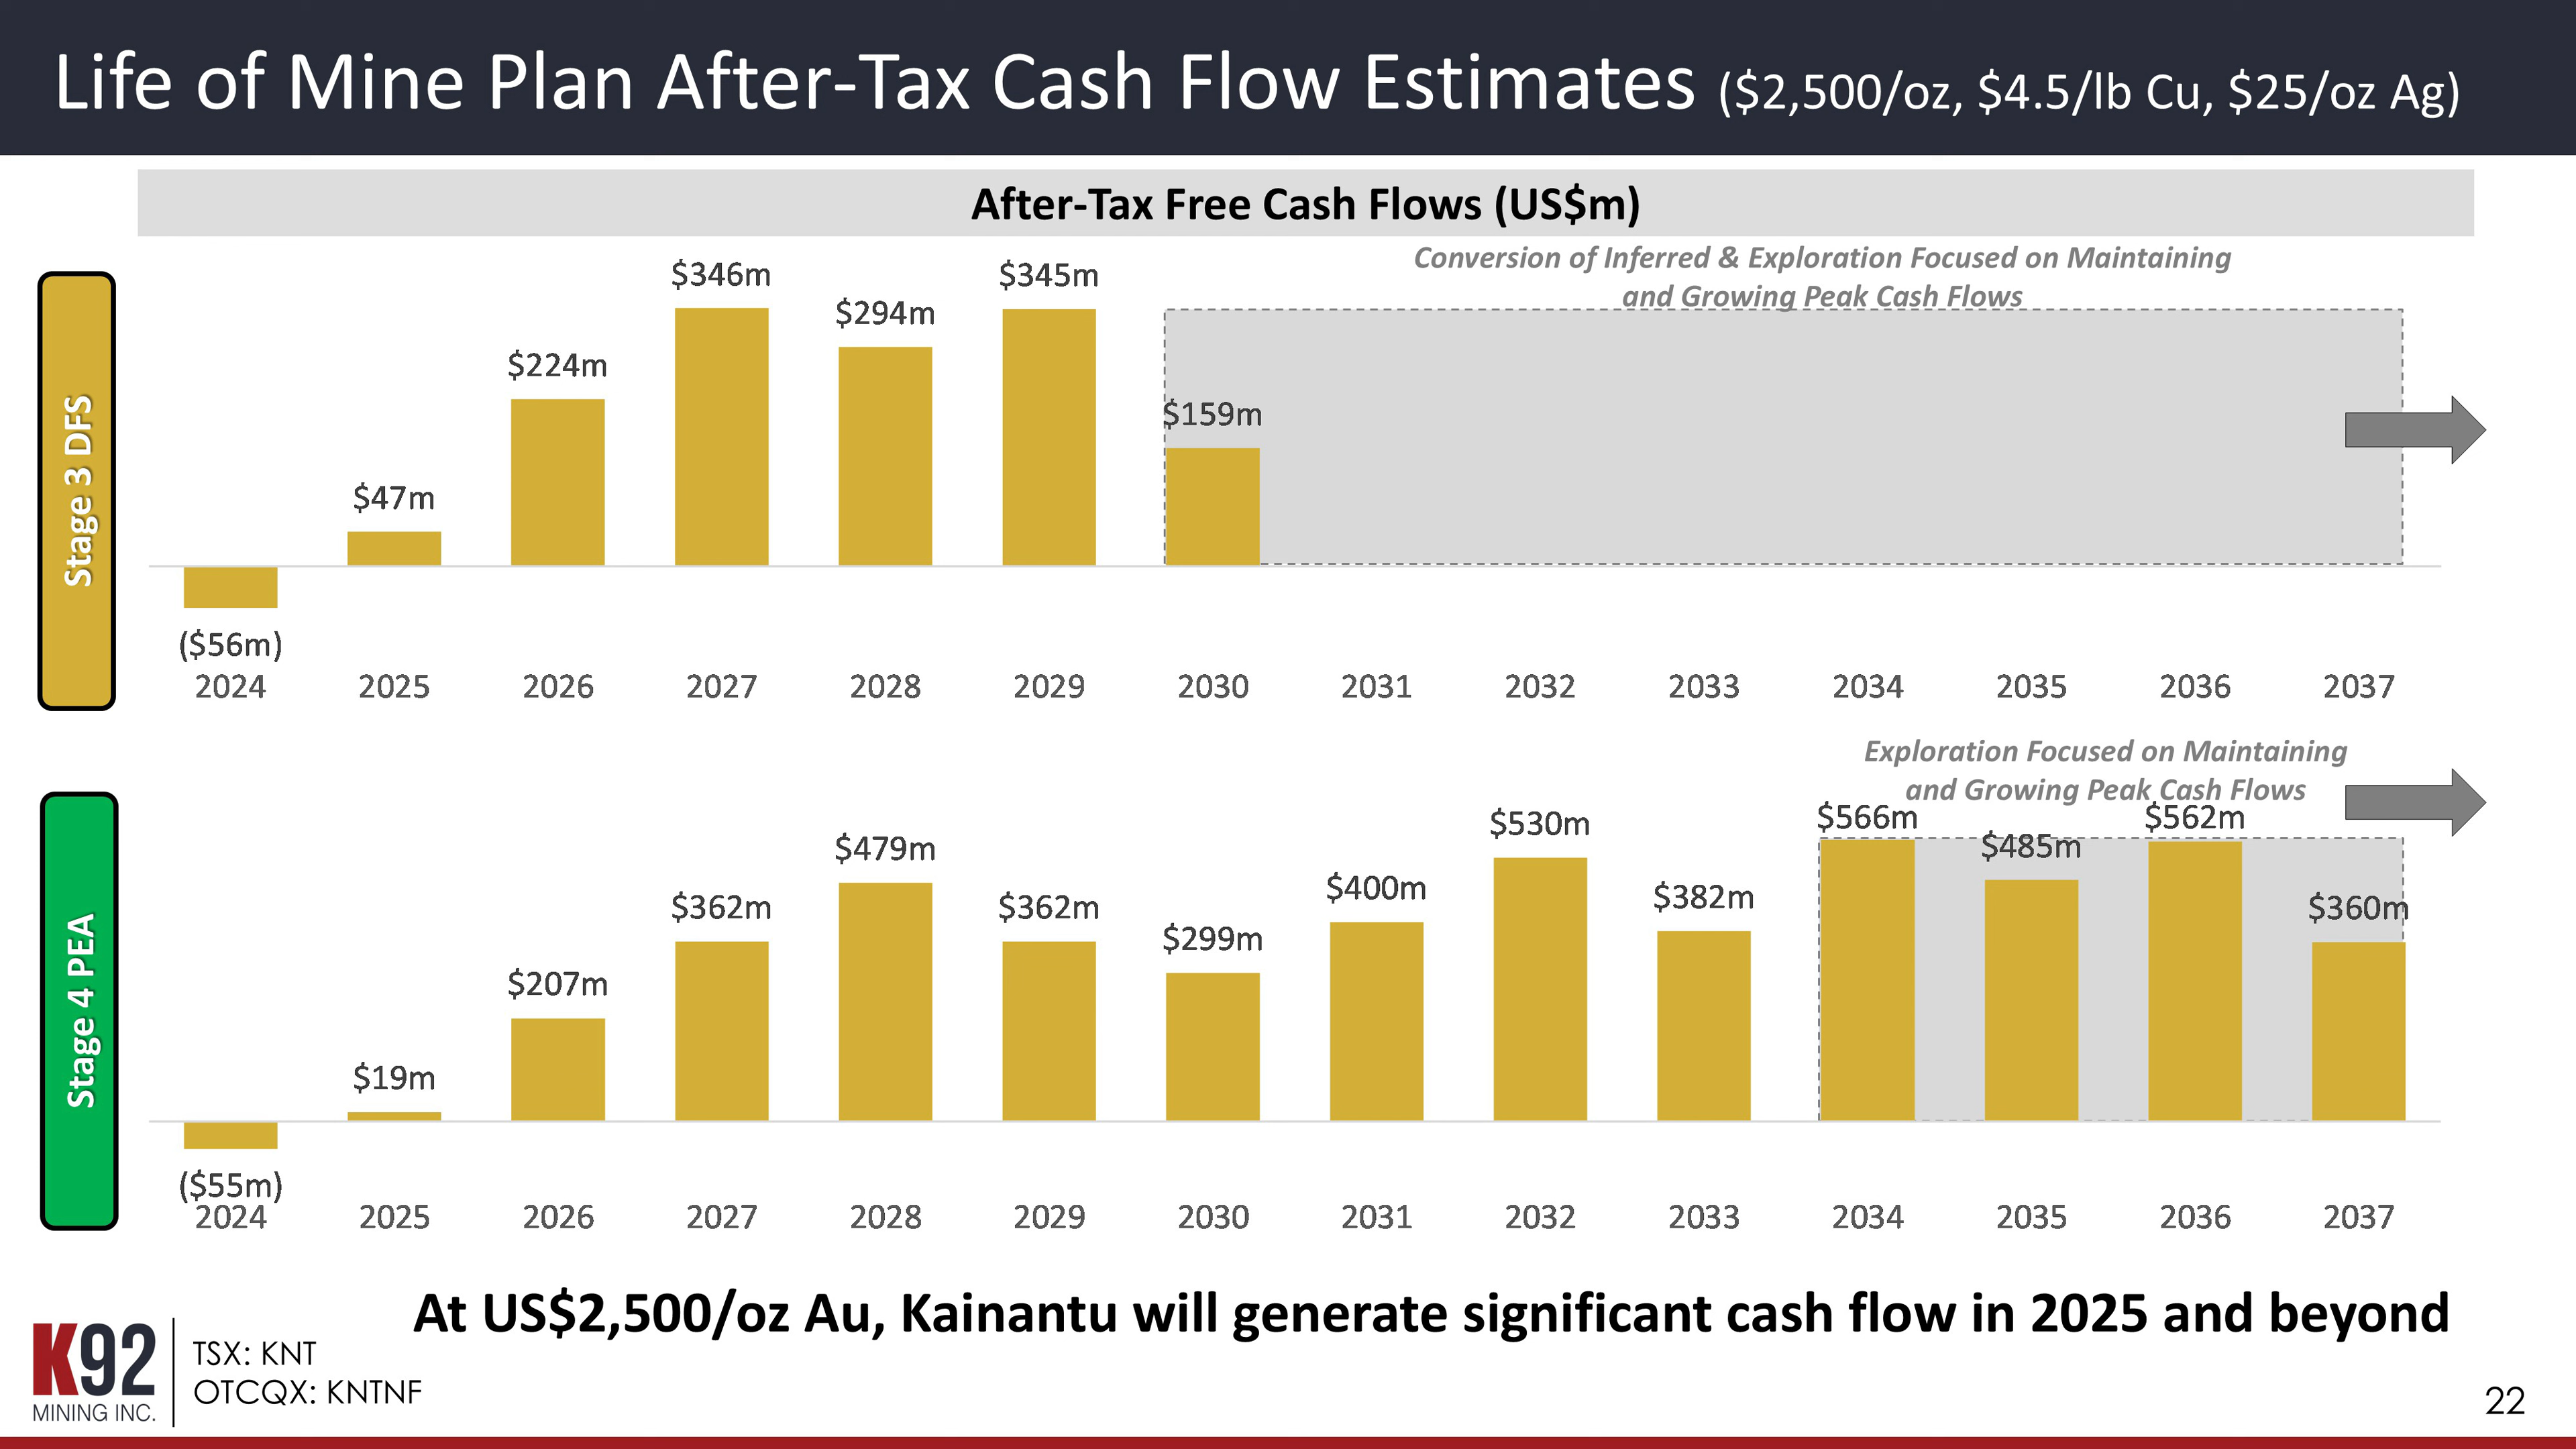 Life of Mine Plan After-Tax Cash Flow Estimates ($2,500/oz, $4.5/lb Cu, $25/oz Ag)
After-Tax Free Cash Flows (US$m)
Stage 3 DFS
Conversion of Inferred & Exploration Focused on Maintaining
and Growing Peak Cash Flows
($56m)
$47m
$224m
$346m
$294m
$345m
$159m
2024 2025 2026 2027 2028 2029 2030 2031 2032 2033 2034 2035 2036 2037
Stage 4 PEA
Exploration Focused on Maintaining
and Growing Peak Cash Flows
($55m)
$19m
$207m
$362m
$479m
$362m
$299m
$400m
$530m
$382m
$566m
$485m
$562m
$360m
2024 2025 2026 2027 2028 2029 2030 2031 2032 2033 2034 2035 2036 2037
At US$2,500/oz Au, Kainantu will generate significant cash flow in 2025 and beyond
K92
MINING INC.
TSX: KNT
OTCQX: KNTNF
22